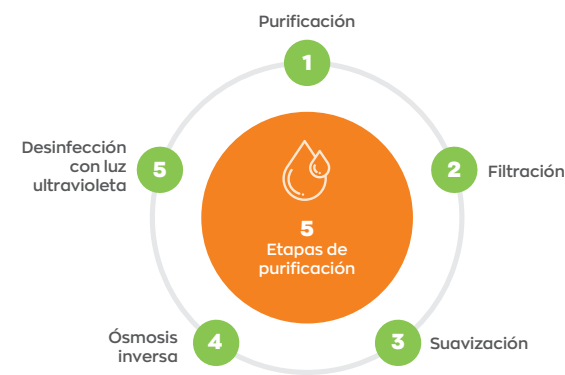 Purificación
1
2
Filtración
3
Suavización
4
Ósmosis
inversa
5
Desinfección
con luz
ultravioleta
5
Etapas de
purificación